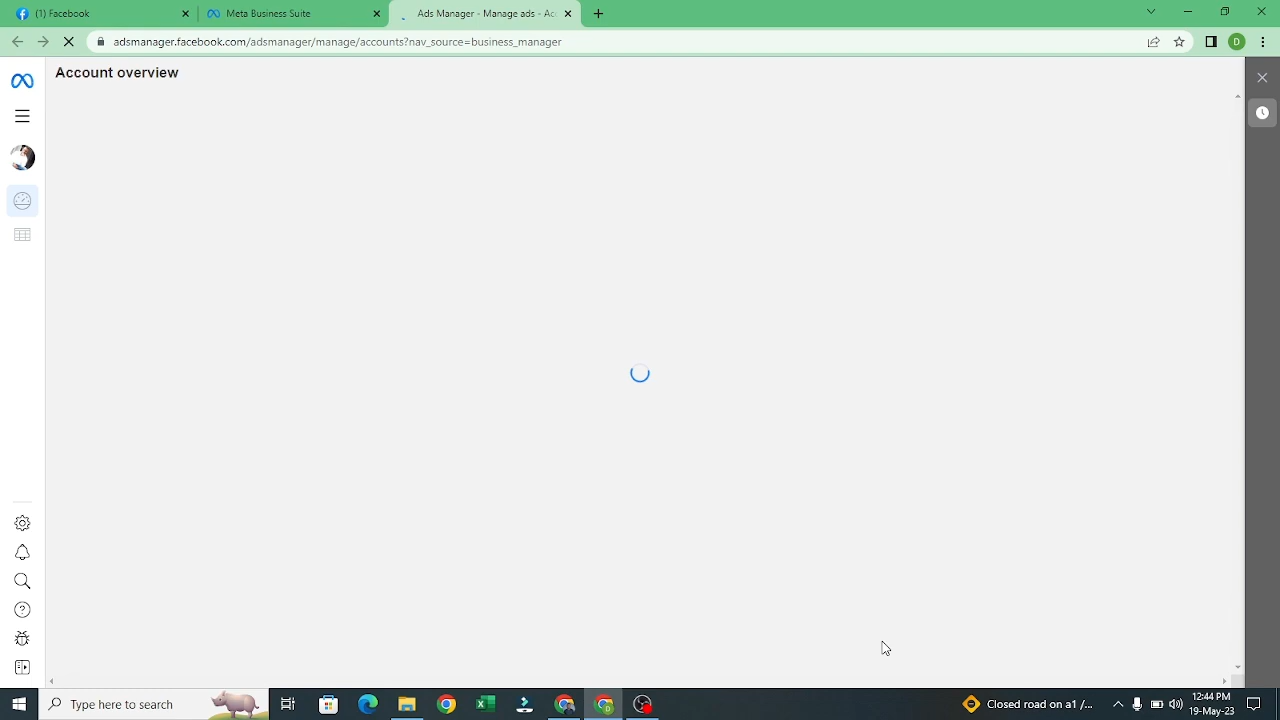 (1) Facebook
Meta Business Suite
Ads Manager - Manage ads - Acc
adsmanager.facebook.com/adsmanager/manage/accounts?nav_source=business_manager
D
Account overview
Type here to search
D
Closed road on a1 /...
12:44 PM
19-May-23